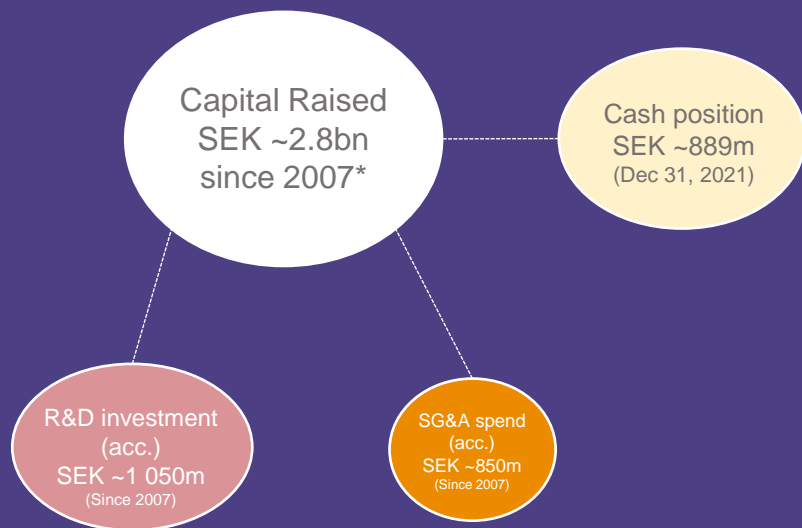 Capital Raised
SEK ~2.8bn
since 2007*
Cash position
SEK ~889m
(Dec 31, 2021)
R&D investment
(acc.)
SEK ~1 050m
(Since 2007)
SG&A spend
(acc.)
SEK ~850m
(Since 2007)